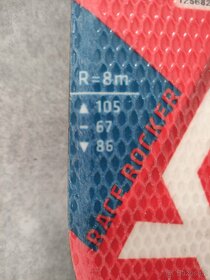 R=8m
▲ 105
– 67
▼ 86
RACE ROCKER